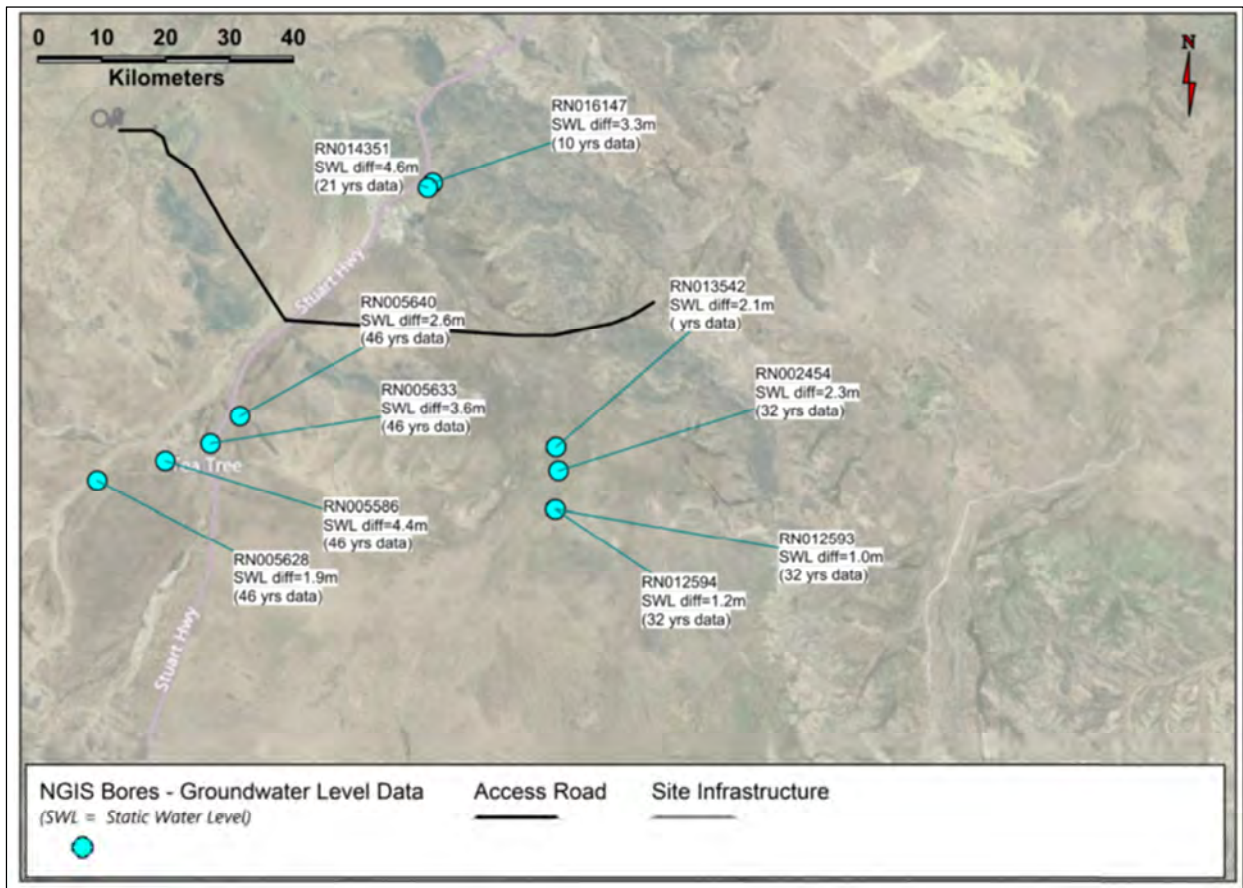 0 10 20 30 40
Kilometers
N
RN016147
SWL diff=3.3m
(10 yrs data)
RN014351
SWL diff=4.6m
(21 yrs data)
Stuart Hwy
RN013542
SWL diff=2.1m
( yrs data)
RN005640
SWL diff=2.6m
(46 yrs data)
RN002454
SWL diff=2.3m
(32 yrs data)
RN005633
SWL diff=3.6m
(46 yrs data)
Tea Tree
RN005586
SWL diff=4.4m
(46 yrs data)
RN012593
SWL diff=1.0m
(32 yrs data)
RN005628
SWL diff=1.9m
(46 yrs data)
RN012594
SWL diff=1.2m
(32 yrs data)
Stuart Hwy
NGIS Bores - Groundwater Level Data
(SWL = Static Water Level)
Access Road
Site Infrastructure